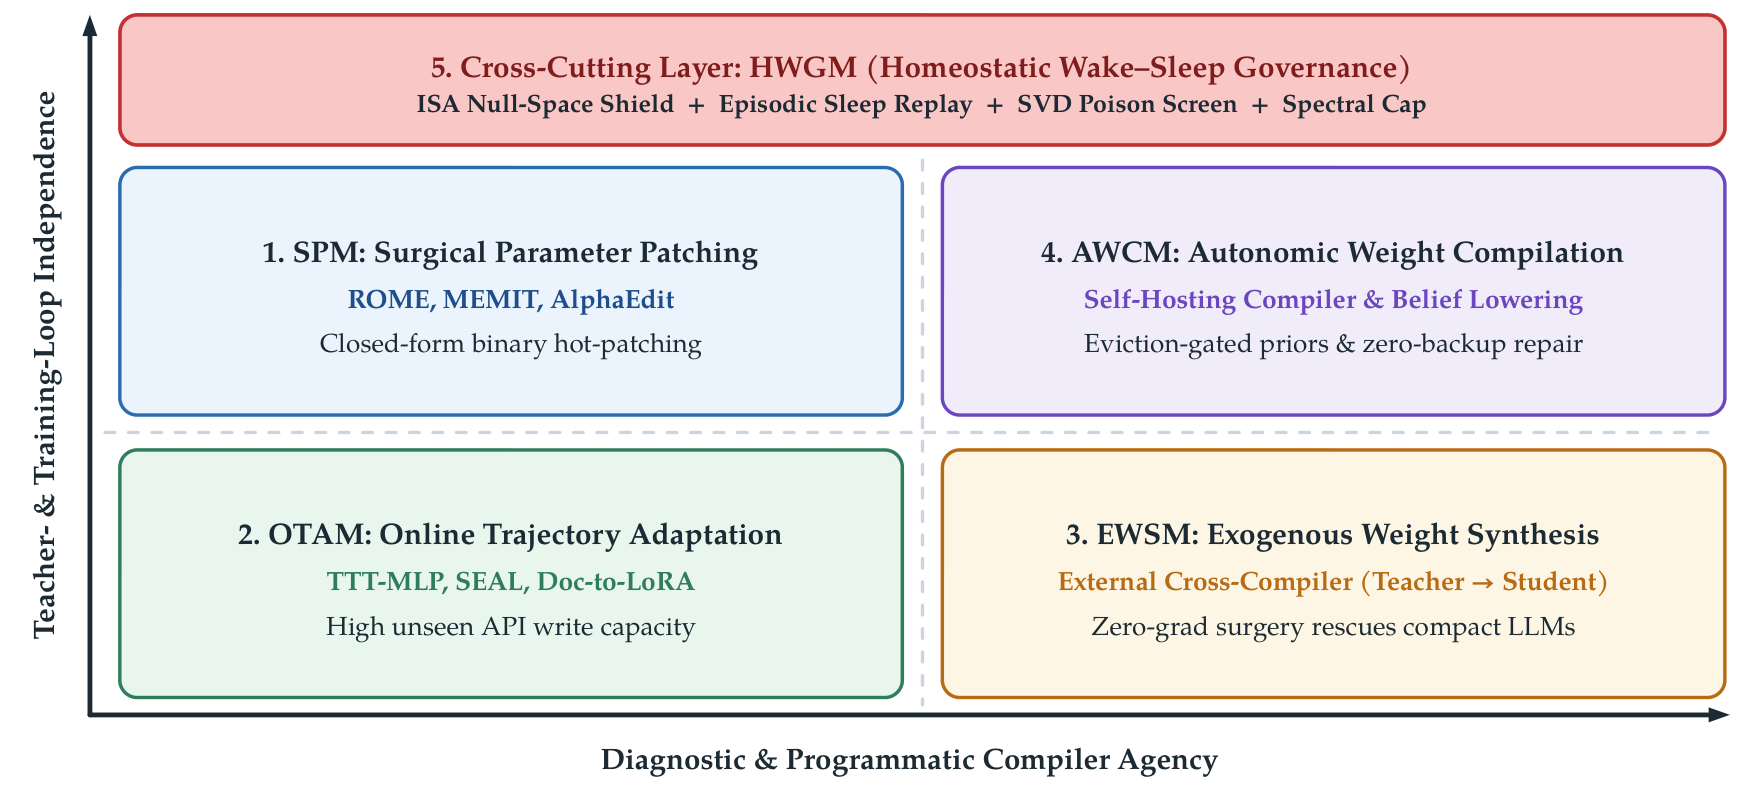 5. Cross-Cutting Layer: HWGM (Homeostatic Wake–Sleep Governance)
ISA Null-Space Shield + Episodic Sleep Replay + SVD Poison Screen + Spectral Cap
Teacher- & Training-Loop Independence
1. SPM: Surgical Parameter Patching
ROME, MEMIT, AlphaEdit
Closed-form binary hot-patching
4. AWCM: Autonomic Weight Compilation
Self-Hosting Compiler & Belief Lowering
Eviction-gated priors & zero-backup repair
2. OTAM: Online Trajectory Adaptation
TTT-MLP, SEAL, Doc-to-LoRA
High unseen API write capacity
3. EWSM: Exogenous Weight Synthesis
External Cross-Compiler (Teacher → Student)
Zero-grad surgery rescues compact LLMs
Diagnostic & Programmatic Compiler Agency